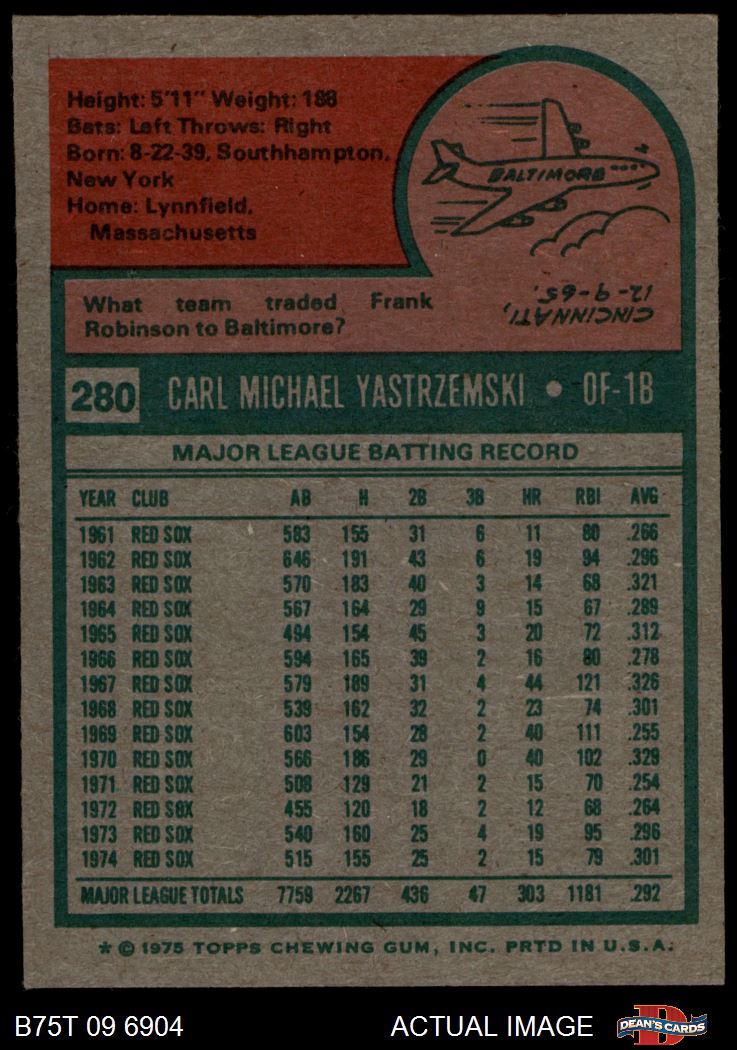 Height: 5'11" Weight: 188
Bats: Left Throws: Right
Born: 8-22-39, Southhampton,
New York
Home: Lynnfield,
Massachusetts
BALTIMORE
What team traded Frank
Robinson to Baltimore?
CINCINNATI,
12-9-65.
280 CARL MICHAEL YASTRZEMSKI • OF-1B
MAJOR LEAGUE BATTING RECORD
YEAR CLUB AB H 2B 3B HR RBI AVG
1961 RED SOX 583 155 31 6 11 80 .266
1962 RED SOX 646 191 43 6 19 94 .296
1963 RED SOX 570 183 40 3 14 68 .321
1964 RED SOX 567 164 29 9 15 67 .289
1965 RED SOX 494 154 45 3 20 72 .312
1966 RED SOX 594 165 39 2 16 80 .278
1967 RED SOX 579 189 31 4 44 121 .326
1968 RED SOX 539 162 32 2 23 74 .301
1969 RED SOX 603 154 28 2 40 111 .255
1970 RED SOX 566 186 29 0 40 102 .329
1971 RED SOX 508 129 21 2 15 70 .254
1972 RED SOX 455 120 18 2 12 68 .264
1973 RED SOX 540 160 25 4 19 95 .296
1974 RED SOX 515 155 25 2 15 79 .301
MAJOR LEAGUE TOTALS 7759 2267 436 47 303 1181 .292
* © 1975 TOPPS CHEWING GUM, INC. PRTD IN U.S.A.
B75T 09 6904 ACTUAL IMAGE D DEAN'S CARDS